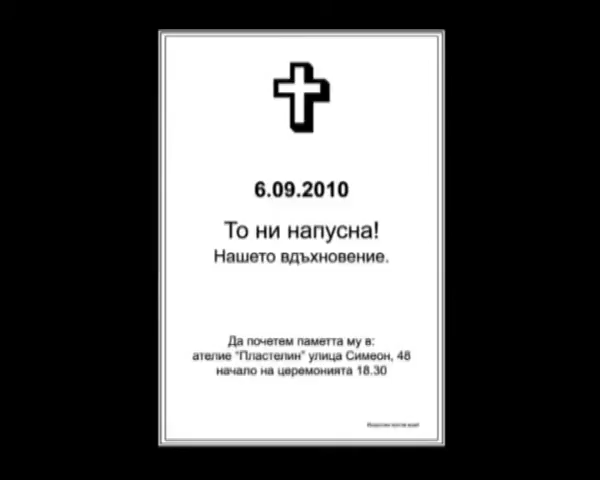 6.09.2010
То ни напусна!
Нашето вдъхновение.
Да почетем паметта му в:
ателие "Пластелин" улица Симеон, 48
начало на церемонията 18.30